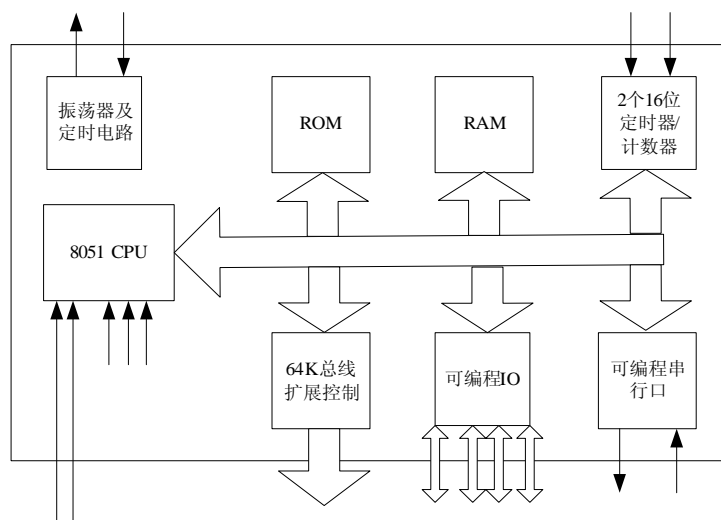 振荡器及
定时电路
ROM
RAM
2个16位
定时器/
计数器
8051 CPU
64K总线
扩展控制
可编程IO
可编程串
行口